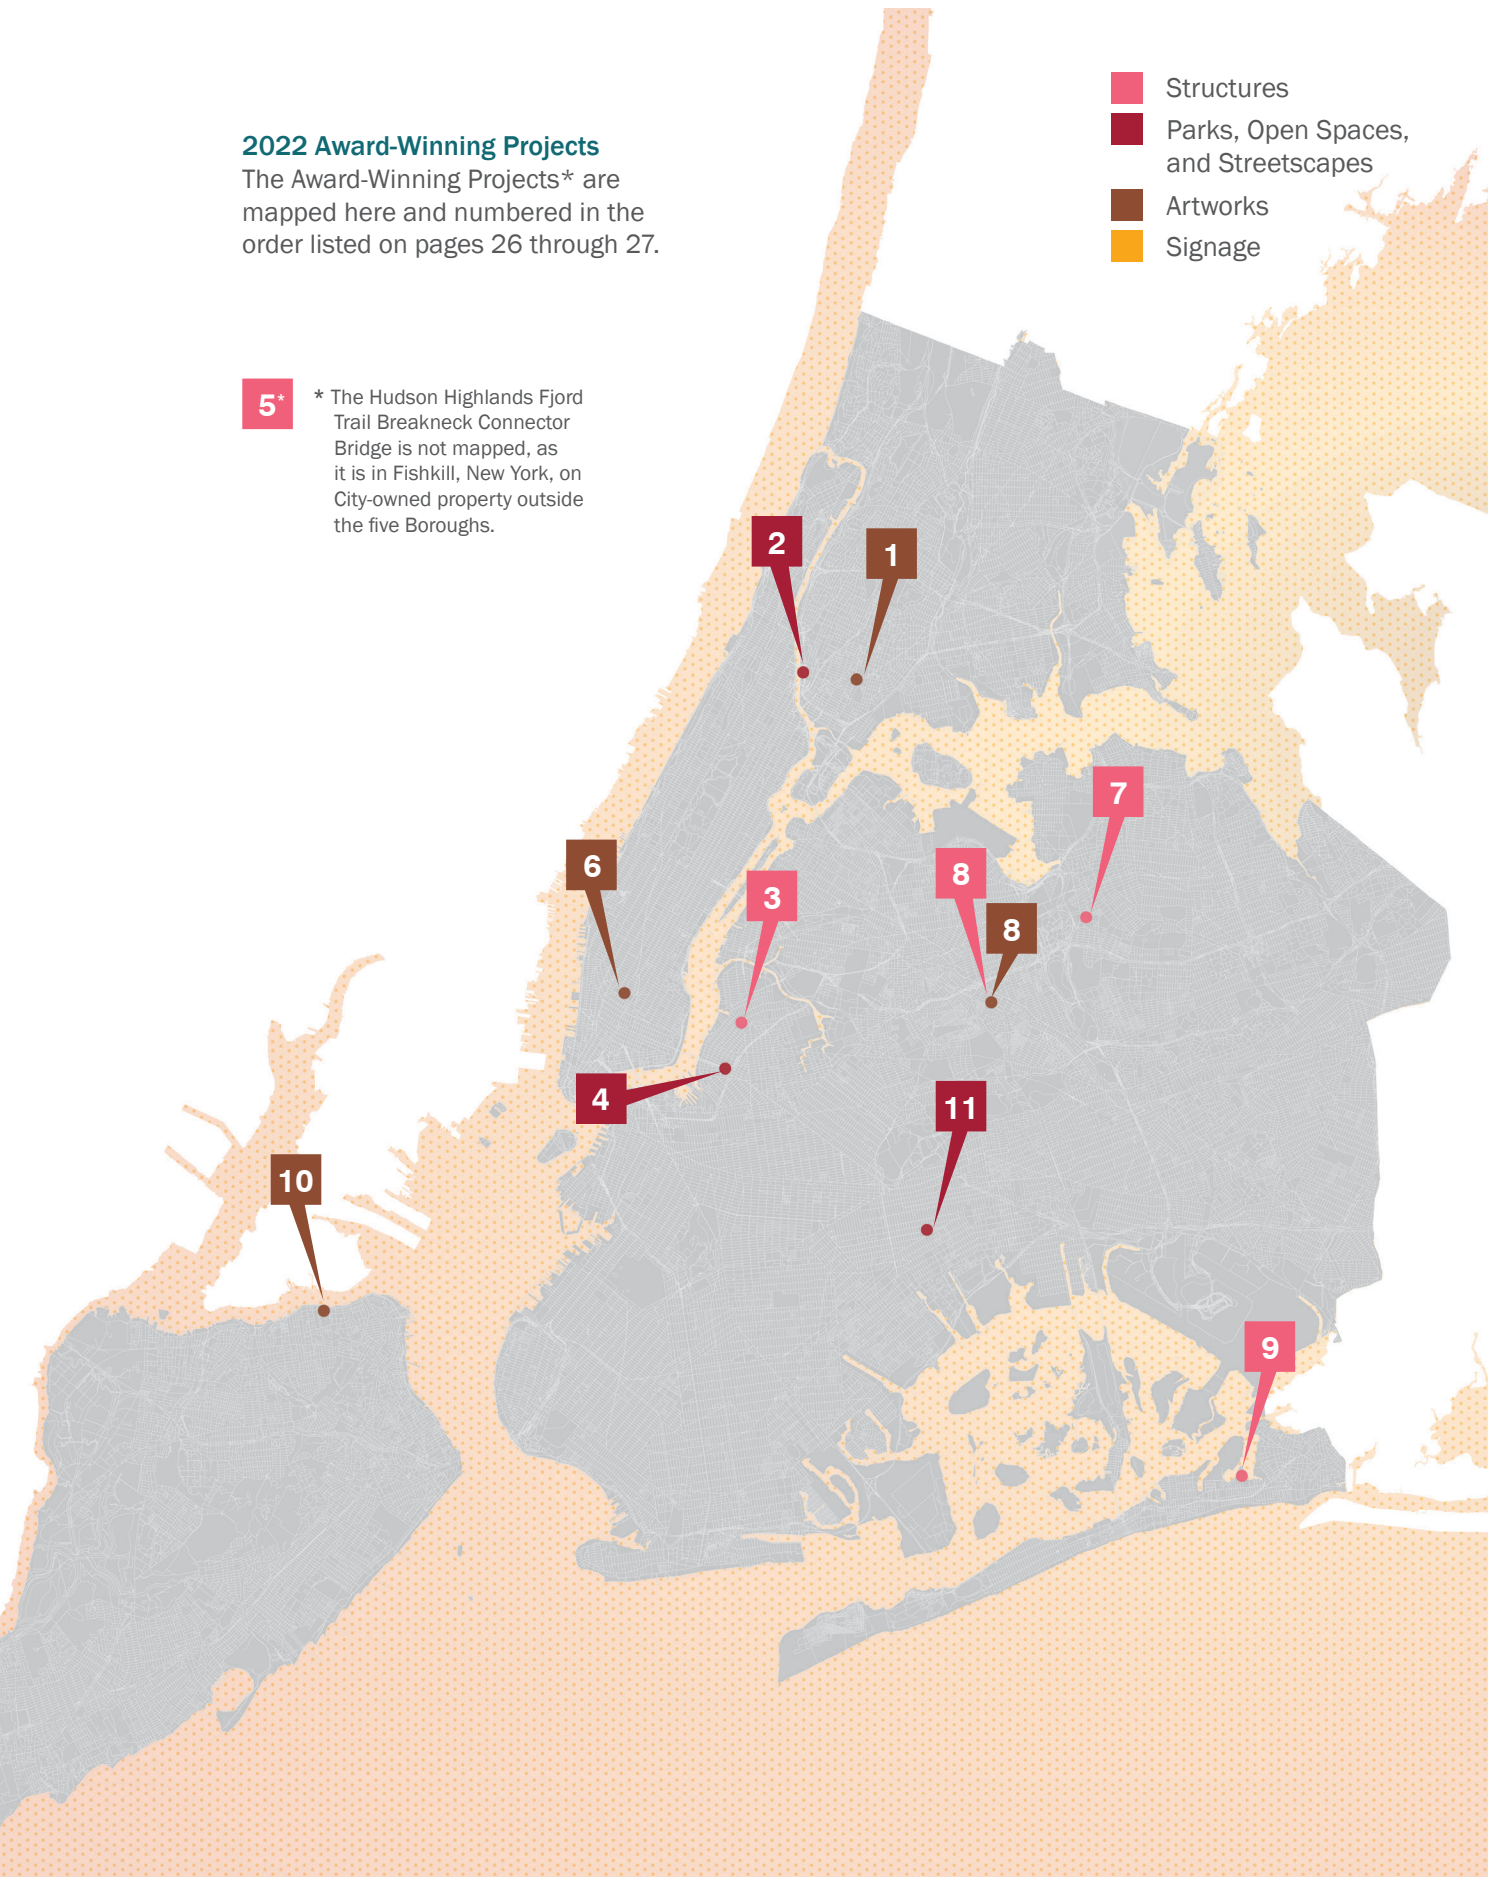 2022 Award-Winning Projects
The Award-Winning Projects* are
mapped here and numbered in the
order listed on pages 26 through 27.
Structures
Parks, Open Spaces,
and Streetscapes
Artworks
Signage
5*
* The Hudson Highlands Fjord
Trail Breakneck Connector
Bridge is not mapped, as
it is in Fishkill, New York, on
City-owned property outside
the five Boroughs.
2
1
7
6
8
3
8
4
11
10
9